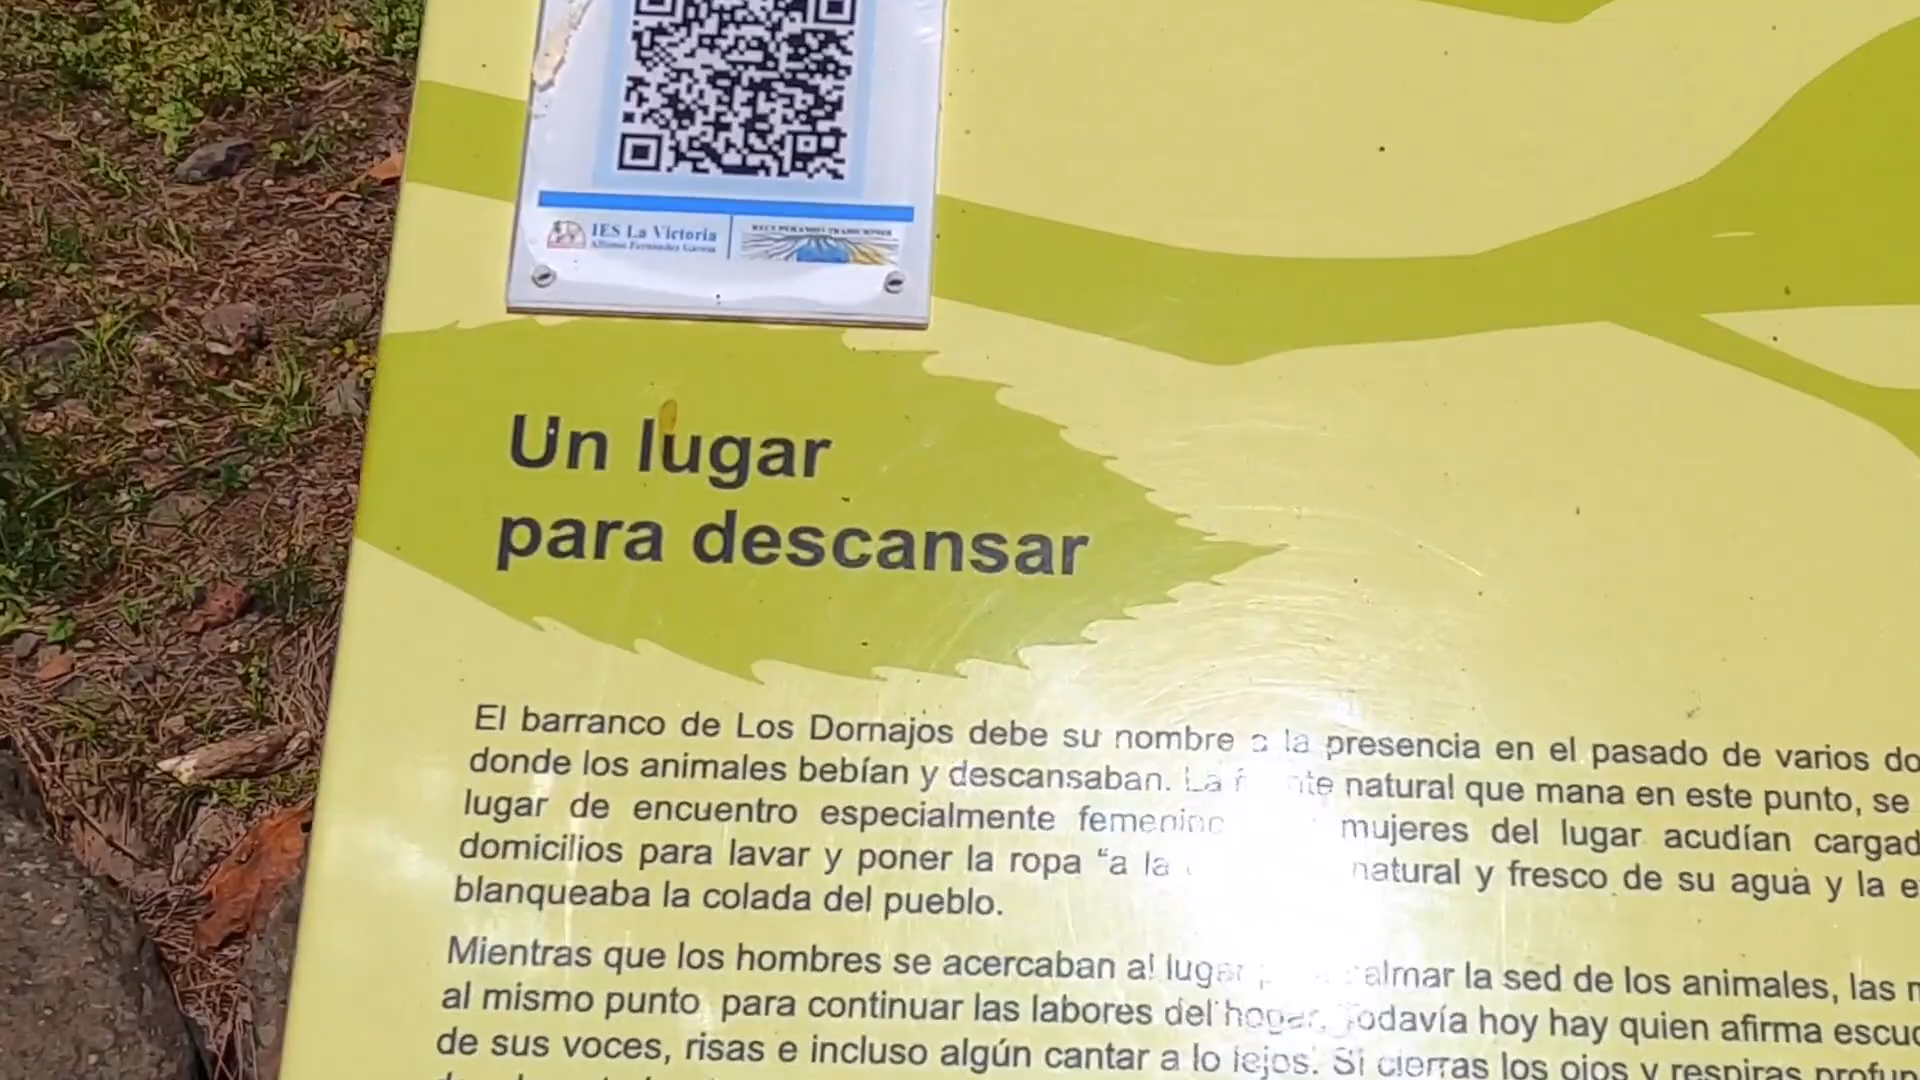 IES La Victoria
Alfonso Fernández García
RECUPERANDO TRADICIONES
Un lugar
para descansar
El barranco de Los Dornajos debe su nombre a la presencia en el pasado de varios do
donde los animales bebían y descansaban. La natural que mana en este punto, se
lugar de encuentro especialmente femenino mujeres del lugar acudían cargad
domicilios para lavar y poner la ropa “a la natural y fresco de su agua y la e
blanqueaba la colada del pueblo.
Mientras que los hombres se acercaban al lugar calmar la sed de los animales, las
al mismo punto para continuar las labores del hogar. Todavía hoy hay quien afirma escuc
de sus voces, risas e incluso algún cantar a lo lejos. Si cierras los ojos y respiras profun